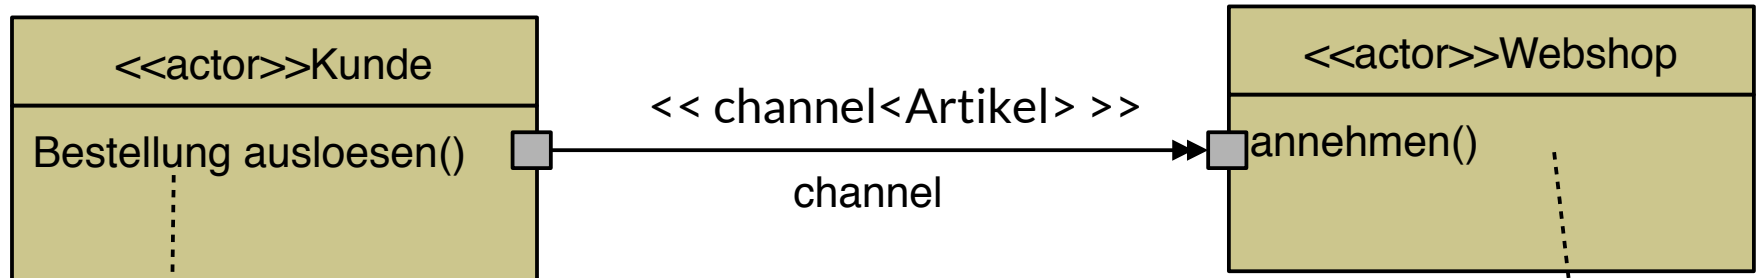 <<actor>>Kunde
Bestellung ausloesen()
<< channel<Artikel> >>
channel
<<actor>>Webshop
annehmen()